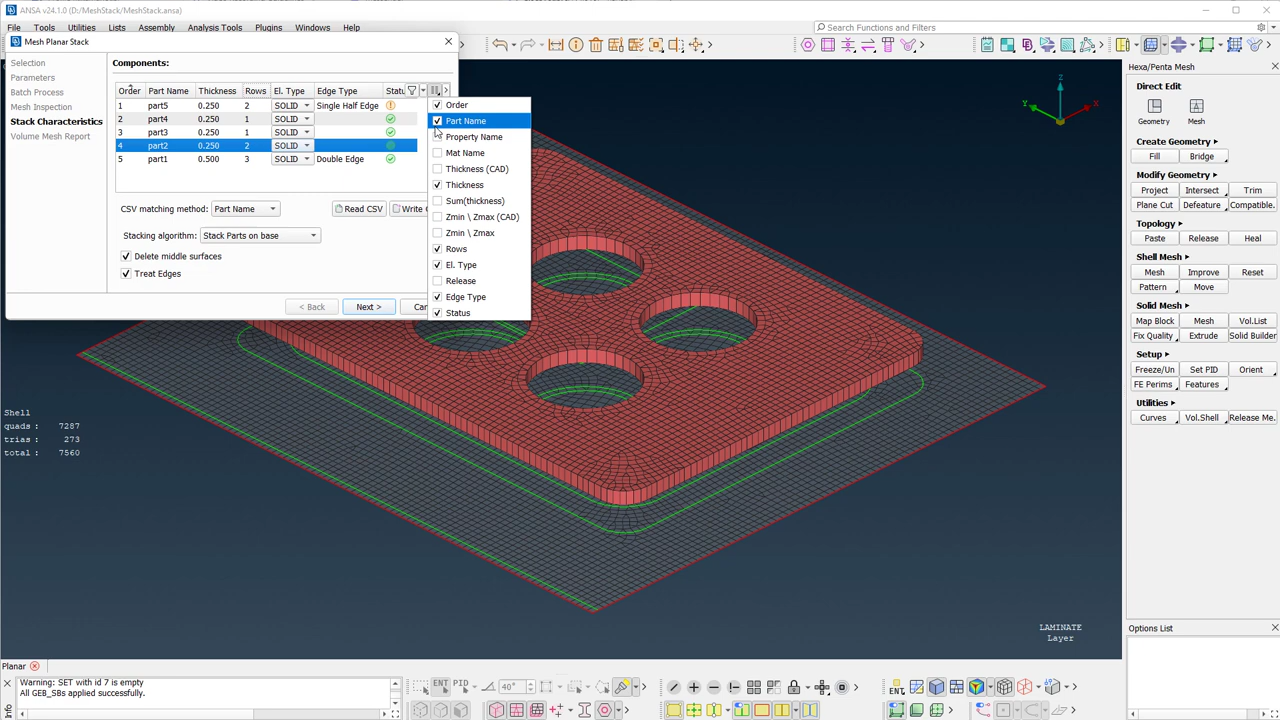 ANSA v24.1.0 (D:/MeshStack/MeshStack.ansa)
File Tools Utilities Lists Assembly Analysis Tools Plugins Windows Help
Search Functions and Filters
Mesh Planar Stack
Selection
Parameters
Batch Process
Mesh Inspection
Stack Characteristics
Volume Mesh Report
Components:
Order Part Name Thickness Rows El. Type Edge Type Statu
1 part5 0.250 2 SOLID Single Half Edge
2 part4 0.250 1 SOLID
3 part3 0.250 1 SOLID
4 part2 0.250 2 SOLID
5 part1 0.500 3 SOLID Double Edge
CSV matching method: Part Name Read CSV Write C
Stacking algorithm: Stack Parts on base
Delete middle surfaces
Treat Edges
< Back Next > Can
Order
Part Name
Property Name
Mat Name
Thickness (CAD)
Thickness
Sum(thickness)
Zmin \ Zmax (CAD)
Zmin \ Zmax
Rows
El. Type
Release
Edge Type
Status
Z
Y
X
Shell
quads : 7287
trias : 273
total : 7560
LAMINATE
Layer
Hexa/Penta Mesh
Direct Edit
Geometry Mesh
Create Geometry
Fill Bridge
Modify Geometry
Project Intersect Trim
Plane Cut Defeature Compatible.
Topology
Paste Release Heal
Shell Mesh
Mesh Improve Reset
Pattern Move
Solid Mesh
Map Block Mesh Vol.List
Fix Quality Extrude Solid Builder
Setup
Freeze/Un Set PID Orient
FE Perims Features
Utilities
Curves Vol.Shell Release Me.
Options List
Planar
Warning: SET with id 7 is empty
All GEB_SBs applied successfully.
Info
ENT PID 40°
ENT